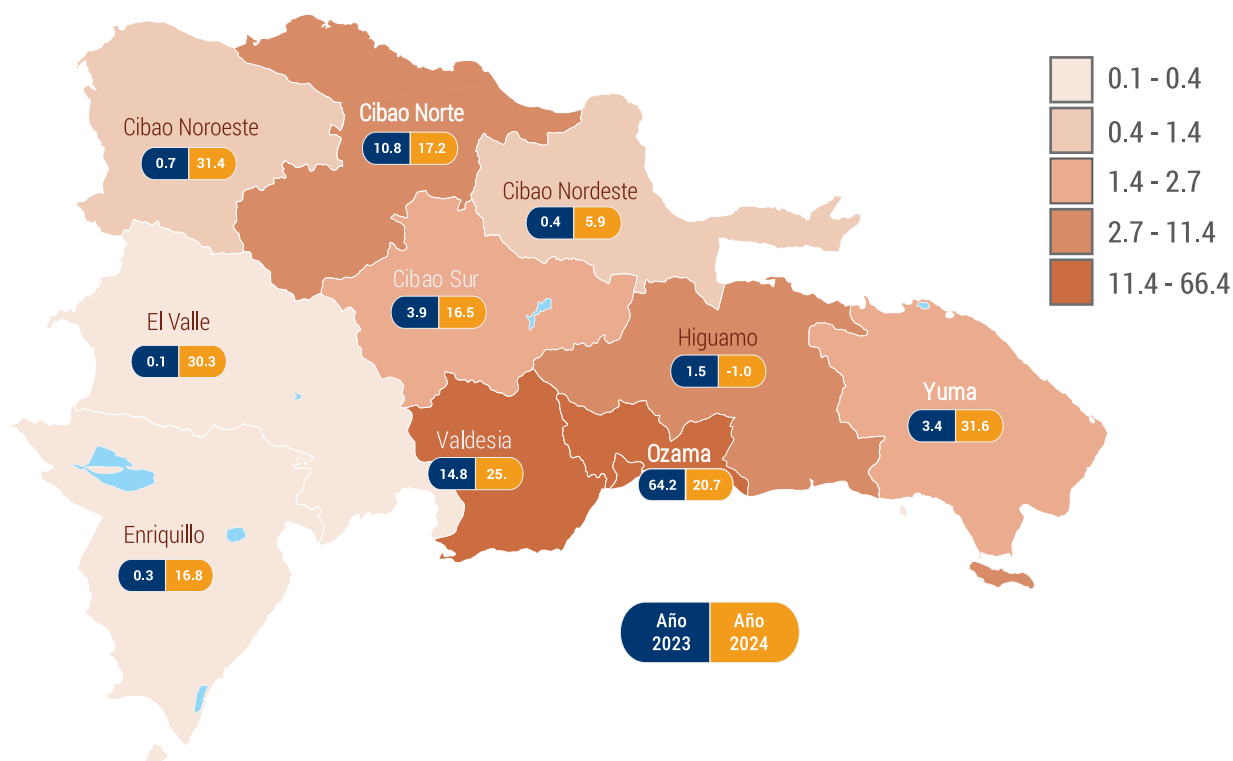 0.1 - 0.4
0.4 - 1.4
1.4 - 2.7
2.7 - 11.4
11.4 - 66.4
Cibao Norte
10.8 17.2
Cibao Noroeste
0.7 31.4
Cibao Nordeste
0.4 5.9
Cibao Sur
3.9 16.5
El Valle
0.1 30.3
Higuamo
1.5 -1.0
Yuma
3.4 31.6
Valdesia
14.8 25.
Ozama
64.2 20.7
Enriquillo
0.3 16.8
Año Año
2023 2024